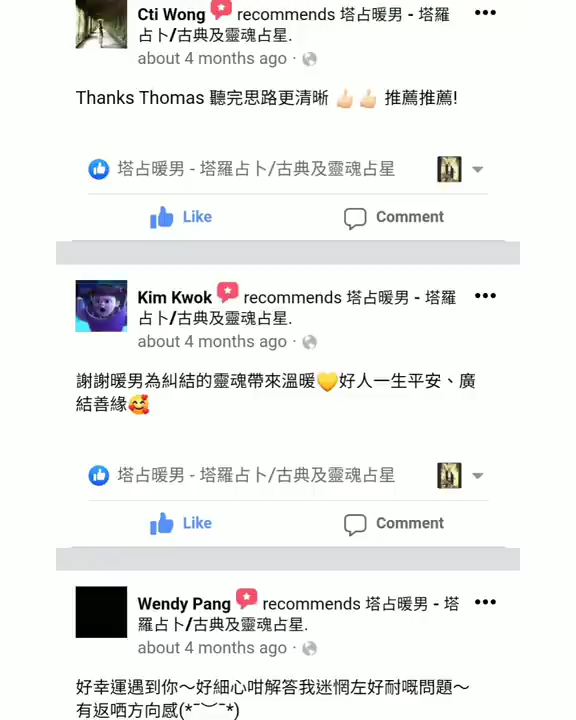 Cti Wong recommends 塔占暖男 - 塔羅
占卜/古典及靈魂占星.
about 4 months ago ·
Thanks Thomas 聽完思路更清晰 👍🏻👍🏻 推薦推薦!
塔占暖男 - 塔羅占卜/古典及靈魂占星
Like Comment
Kim Kwok recommends 塔占暖男 - 塔羅
占卜/古典及靈魂占星.
about 4 months ago ·
謝謝暖男為糾結的靈魂帶來溫暖💛好人一生平安、廣
結善緣🥰
塔占暖男 - 塔羅占卜/古典及靈魂占星
Like Comment
Wendy Pang recommends 塔占暖男 - 塔
羅占卜/古典及靈魂占星.
about 4 months ago ·
好幸運遇到你～好細心咁解答我迷惘左好耐嘅問題～
有返哂方向感(*¯︶¯*)